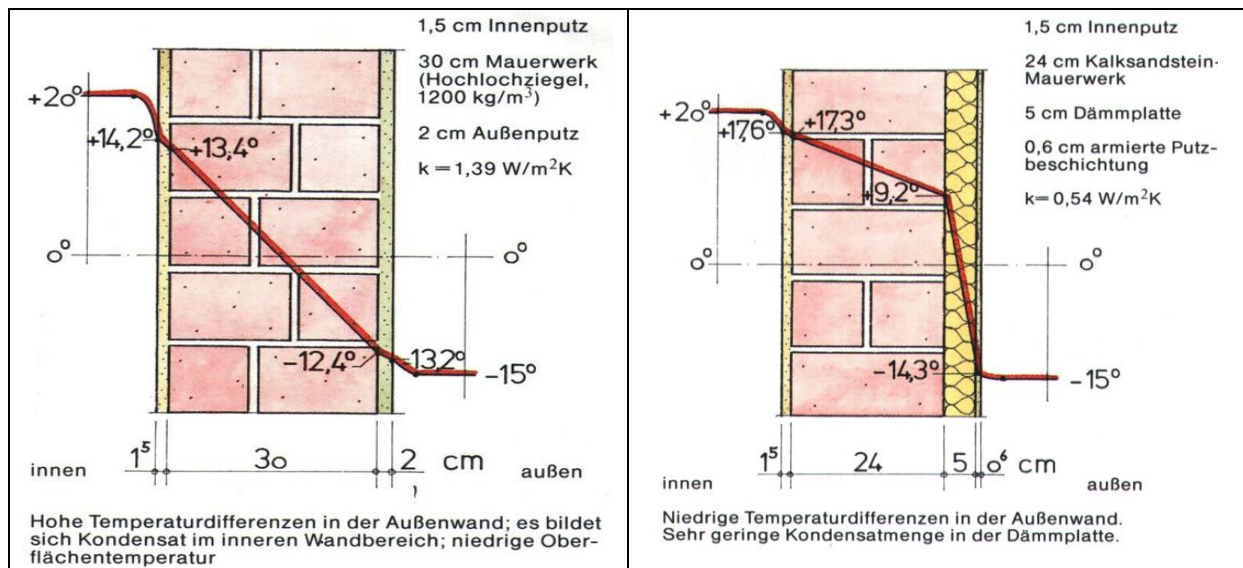 1,5 cm Innenputz
30 cm Mauerwerk
(Hochlochziegel,
1200 kg/m³)
2 cm Außenputz
k = 1,39 W/m²K
+20°
+14,2°
+13,4°
0°
0°
-12,4°
-13,2°
-15°
1⁵ 30 2 cm
innen außen
Hohe Temperaturdifferenzen in der Außenwand; es bildet
sich Kondensat im inneren Wandbereich; niedrige Ober-
flächentemperatur
1,5 cm Innenputz
24 cm Kalksandstein-
Mauerwerk
5 cm Dämmplatte
0,6 cm armierte Putz-
beschichtung
k= 0,54 W/m²K
+20°
+17,6°
+17,3°
+9,2°
0°
0°
-14,3°
-15°
1⁵ 24 5 0⁶ cm
innen außen
Niedrige Temperaturdifferenzen in der Außenwand.
Sehr geringe Kondensatmenge in der Dämmplatte.